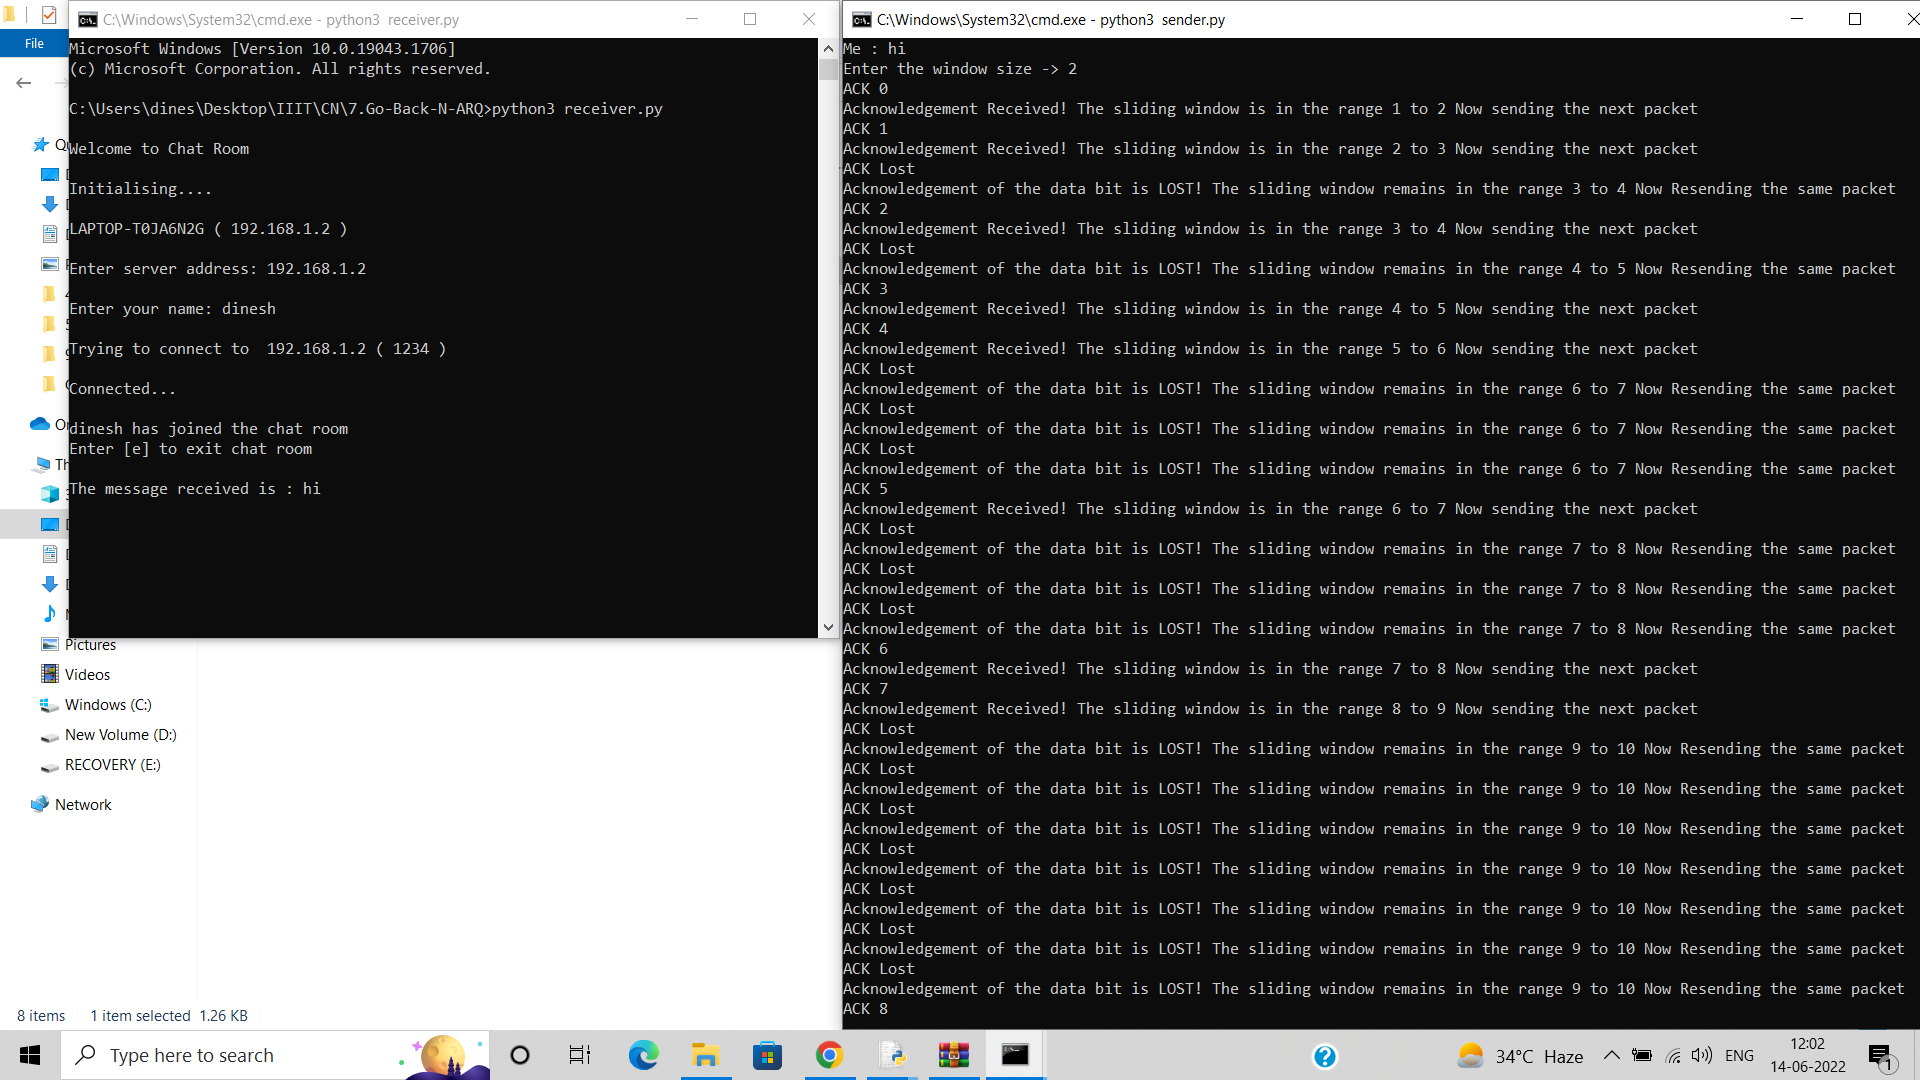 C:\Windows\System32\cmd.exe - python3  receiver.py
File
Microsoft Windows [Version 10.0.19043.1706]
(c) Microsoft Corporation. All rights reserved.
C:\Users\dines\Desktop\IIIT\CN\7.Go-Back-N-ARQ>python3 receiver.py
Welcome to Chat Room
Initialising....
LAPTOP-T0JA6N2G ( 192.168.1.2 )
Enter server address: 192.168.1.2
Enter your name: dinesh
Trying to connect to  192.168.1.2 ( 1234 )
Connected...
dinesh has joined the chat room
Enter [e] to exit chat room
The message received is : hi
Pictures
Videos
Windows (C:)
New Volume (D:)
RECOVERY (E:)
Network
8 items
1 item selected  1.26 KB
C:\Windows\System32\cmd.exe - python3  sender.py
Me : hi
Enter the window size -> 2
ACK 0
Acknowledgement Received! The sliding window is in the range 1 to 2 Now sending the next packet
ACK 1
Acknowledgement Received! The sliding window is in the range 2 to 3 Now sending the next packet
ACK Lost
Acknowledgement of the data bit is LOST! The sliding window remains in the range 3 to 4 Now Resending the same packet
ACK 2
Acknowledgement Received! The sliding window is in the range 3 to 4 Now sending the next packet
ACK Lost
Acknowledgement of the data bit is LOST! The sliding window remains in the range 4 to 5 Now Resending the same packet
ACK 3
Acknowledgement Received! The sliding window is in the range 4 to 5 Now sending the next packet
ACK 4
Acknowledgement Received! The sliding window is in the range 5 to 6 Now sending the next packet
ACK Lost
Acknowledgement of the data bit is LOST! The sliding window remains in the range 6 to 7 Now Resending the same packet
ACK Lost
Acknowledgement of the data bit is LOST! The sliding window remains in the range 6 to 7 Now Resending the same packet
ACK Lost
Acknowledgement of the data bit is LOST! The sliding window remains in the range 6 to 7 Now Resending the same packet
ACK 5
Acknowledgement Received! The sliding window is in the range 6 to 7 Now sending the next packet
ACK Lost
Acknowledgement of the data bit is LOST! The sliding window remains in the range 7 to 8 Now Resending the same packet
ACK Lost
Acknowledgement of the data bit is LOST! The sliding window remains in the range 7 to 8 Now Resending the same packet
ACK Lost
Acknowledgement of the data bit is LOST! The sliding window remains in the range 7 to 8 Now Resending the same packet
ACK 6
Acknowledgement Received! The sliding window is in the range 7 to 8 Now sending the next packet
ACK 7
Acknowledgement Received! The sliding window is in the range 8 to 9 Now sending the next packet
ACK Lost
Acknowledgement of the data bit is LOST! The sliding window remains in the range 9 to 10 Now Resending the same packet
ACK Lost
Acknowledgement of the data bit is LOST! The sliding window remains in the range 9 to 10 Now Resending the same packet
ACK Lost
Acknowledgement of the data bit is LOST! The sliding window remains in the range 9 to 10 Now Resending the same packet
ACK Lost
Acknowledgement of the data bit is LOST! The sliding window remains in the range 9 to 10 Now Resending the same packet
ACK Lost
Acknowledgement of the data bit is LOST! The sliding window remains in the range 9 to 10 Now Resending the same packet
ACK Lost
Acknowledgement of the data bit is LOST! The sliding window remains in the range 9 to 10 Now Resending the same packet
ACK Lost
Acknowledgement of the data bit is LOST! The sliding window remains in the range 9 to 10 Now Resending the same packet
ACK 8
Type here to search
34°C  Haze
ENG
12:02
14-06-2022
1